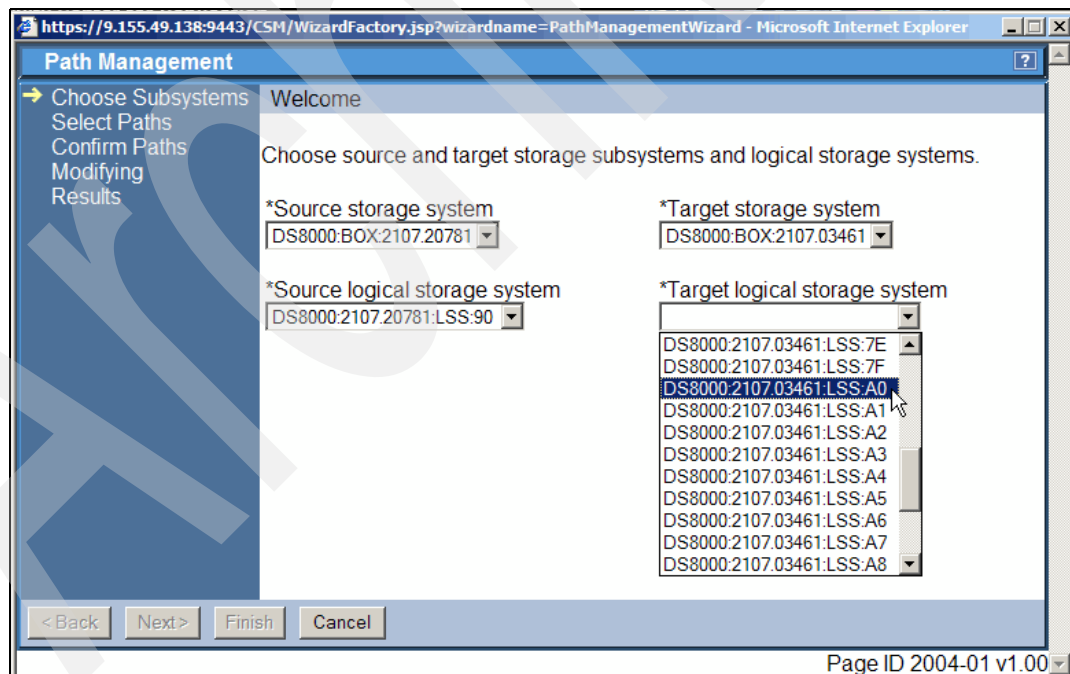 https://9.155.49.138:9443/CSM/WizardFactory.jsp?wizardname=PathManagementWizard - Microsoft Internet Explorer
Path Management
?
Choose Subsystems
Select Paths
Confirm Paths
Modifying
Results
Welcome
Choose source and target storage subsystems and logical storage systems.
*Source storage system
*Target storage system
DS8000:BOX:2107.20781
DS8000:BOX:2107.03461
*Source logical storage system
*Target logical storage system
DS8000:2107.20781:LSS:90
DS8000:2107.03461:LSS:7E
DS8000:2107.03461:LSS:7F
DS8000:2107.03461:LSS:A0
DS8000:2107.03461:LSS:A1
DS8000:2107.03461:LSS:A2
DS8000:2107.03461:LSS:A3
DS8000:2107.03461:LSS:A4
DS8000:2107.03461:LSS:A5
DS8000:2107.03461:LSS:A6
DS8000:2107.03461:LSS:A7
DS8000:2107.03461:LSS:A8
< Back Next > Finish Cancel
Page ID 2004-01 v1.00